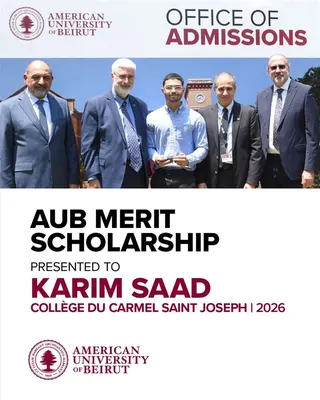 AMERICAN
UNIVERSITY
OF BEIRUT
OFFICE OF
ADMISSIONS
AUB MERIT
SCHOLARSHIP
PRESENTED TO
KARIM SAAD
COLLÈGE DU CARMEL SAINT JOSEPH | 2026
AMERICAN
UNIVERSITY
OF BEIRUT